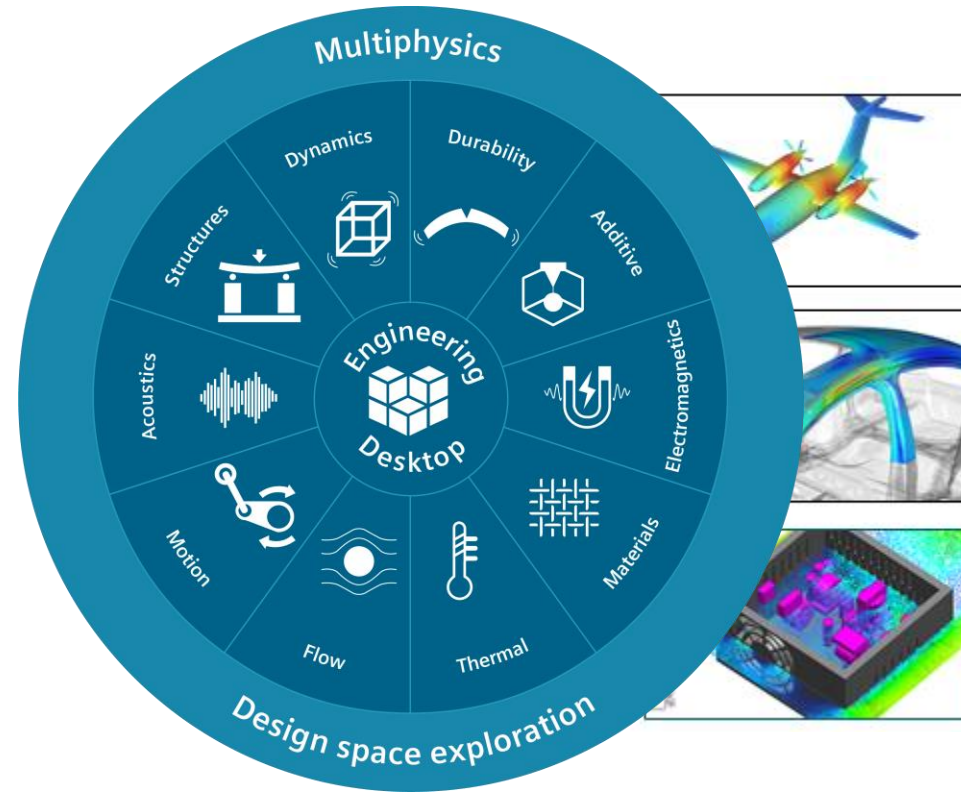 Multiphysics
Dynamics
Durability
Structures
Additive
Acoustics
Engineering
Desktop
Electromagnetics
Motion
Materials
Flow
Thermal
Design space exploration